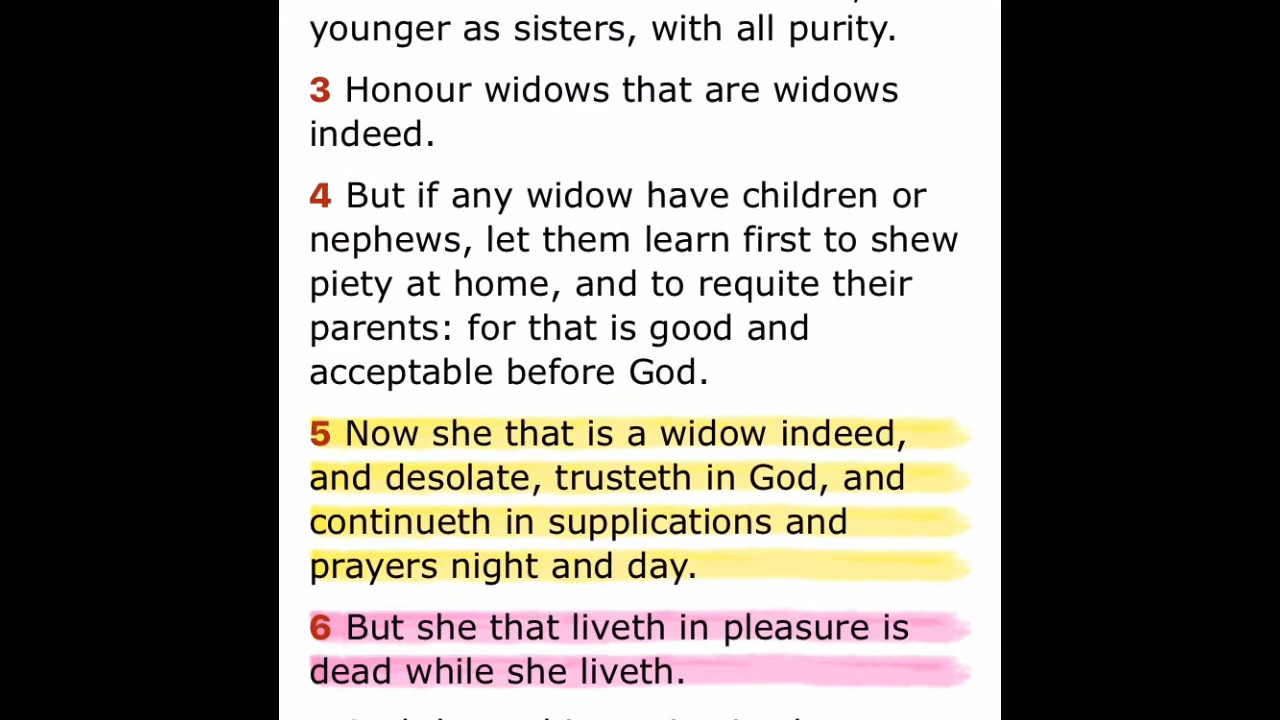 younger as sisters, with all purity.
3 Honour widows that are widows
indeed.
4 But if any widow have children or
nephews, let them learn first to shew
piety at home, and to requite their
parents: for that is good and
acceptable before God.
5 Now she that is a widow indeed,
and desolate, trusteth in God, and
continueth in supplications and
prayers night and day.
6 But she that liveth in pleasure is
dead while she liveth.